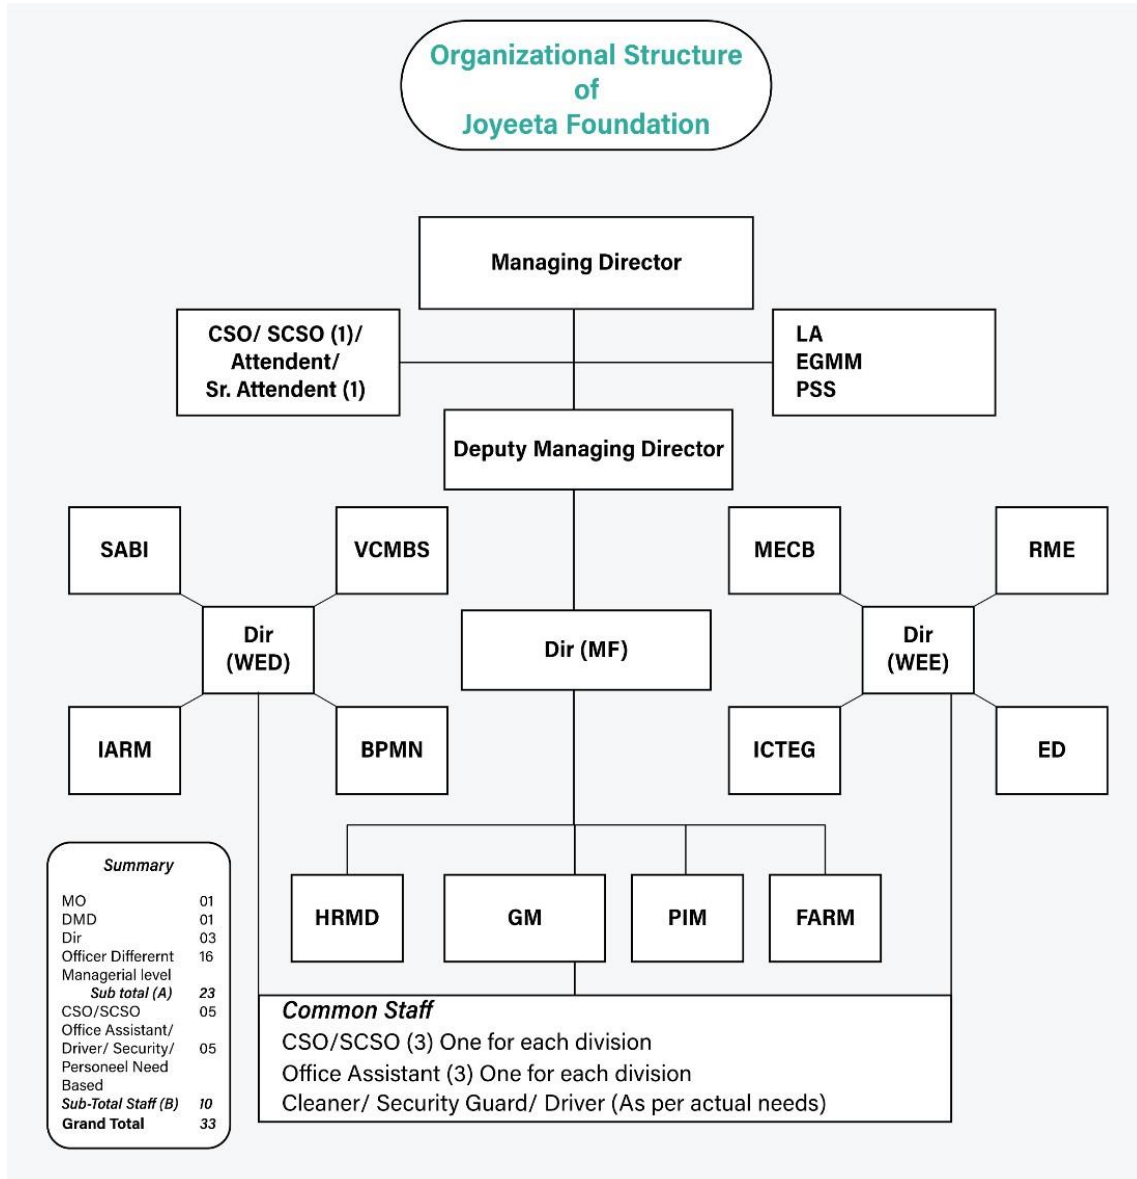 Organizational Structure
of
Joyeeta Foundation
Managing Director
CSO/ SCSO (1)/
Attendent/
Sr. Attendent (1)
LA
EGMM
PSS
Deputy Managing Director
SABI
VCMBS
MECB
RME
Dir
(WED)
Dir (MF)
Dir
(WEE)
IARM
BPMN
ICTEG
ED
HRMD
GM
PIM
FARM
Summary
MO 01
DMD 01
Dir 03
Officer Differernt 16
Managerial level
Sub total (A) 23
CSO/SCSO 05
Office Assistant/
Driver/ Security/ 05
Personeel Need
Based
Sub-Total Staff (B) 10
Grand Total 33
Common Staff
CSO/SCSO (3) One for each division
Office Assistant (3) One for each division
Cleaner/ Security Guard/ Driver (As per actual needs)